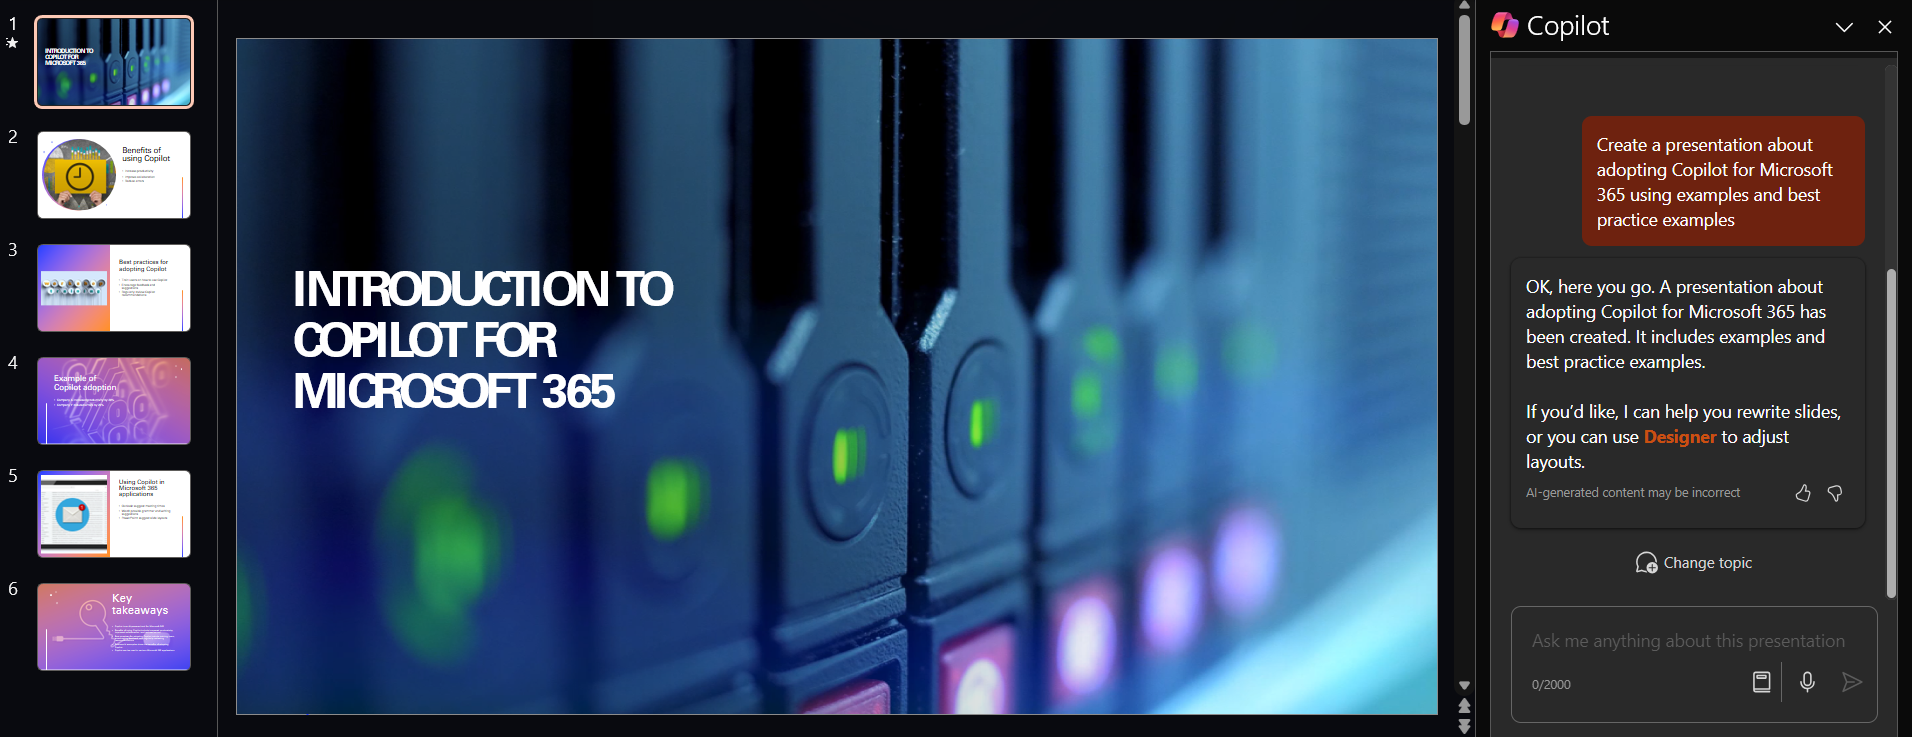 1
INTRODUCTION TO
COPILOT FOR
MICROSOFT 365
2
Benefits of
using Copilot
3
Best practices for
adopting Copilot
4
Example of
Copilot adoption
5
Using Copilot in
Microsoft 365
applications
6
Key
takeaways
INTRODUCTION TO
COPILOT FOR
MICROSOFT 365
Copilot
Create a presentation about
adopting Copilot for Microsoft
365 using examples and best
practice examples
OK, here you go. A presentation about
adopting Copilot for Microsoft 365 has
been created. It includes examples and
best practice examples.
If you'd like, I can help you rewrite slides,
or you can use Designer to adjust
layouts.
AI-generated content may be incorrect
Change topic
Ask me anything about this presentation
0/2000